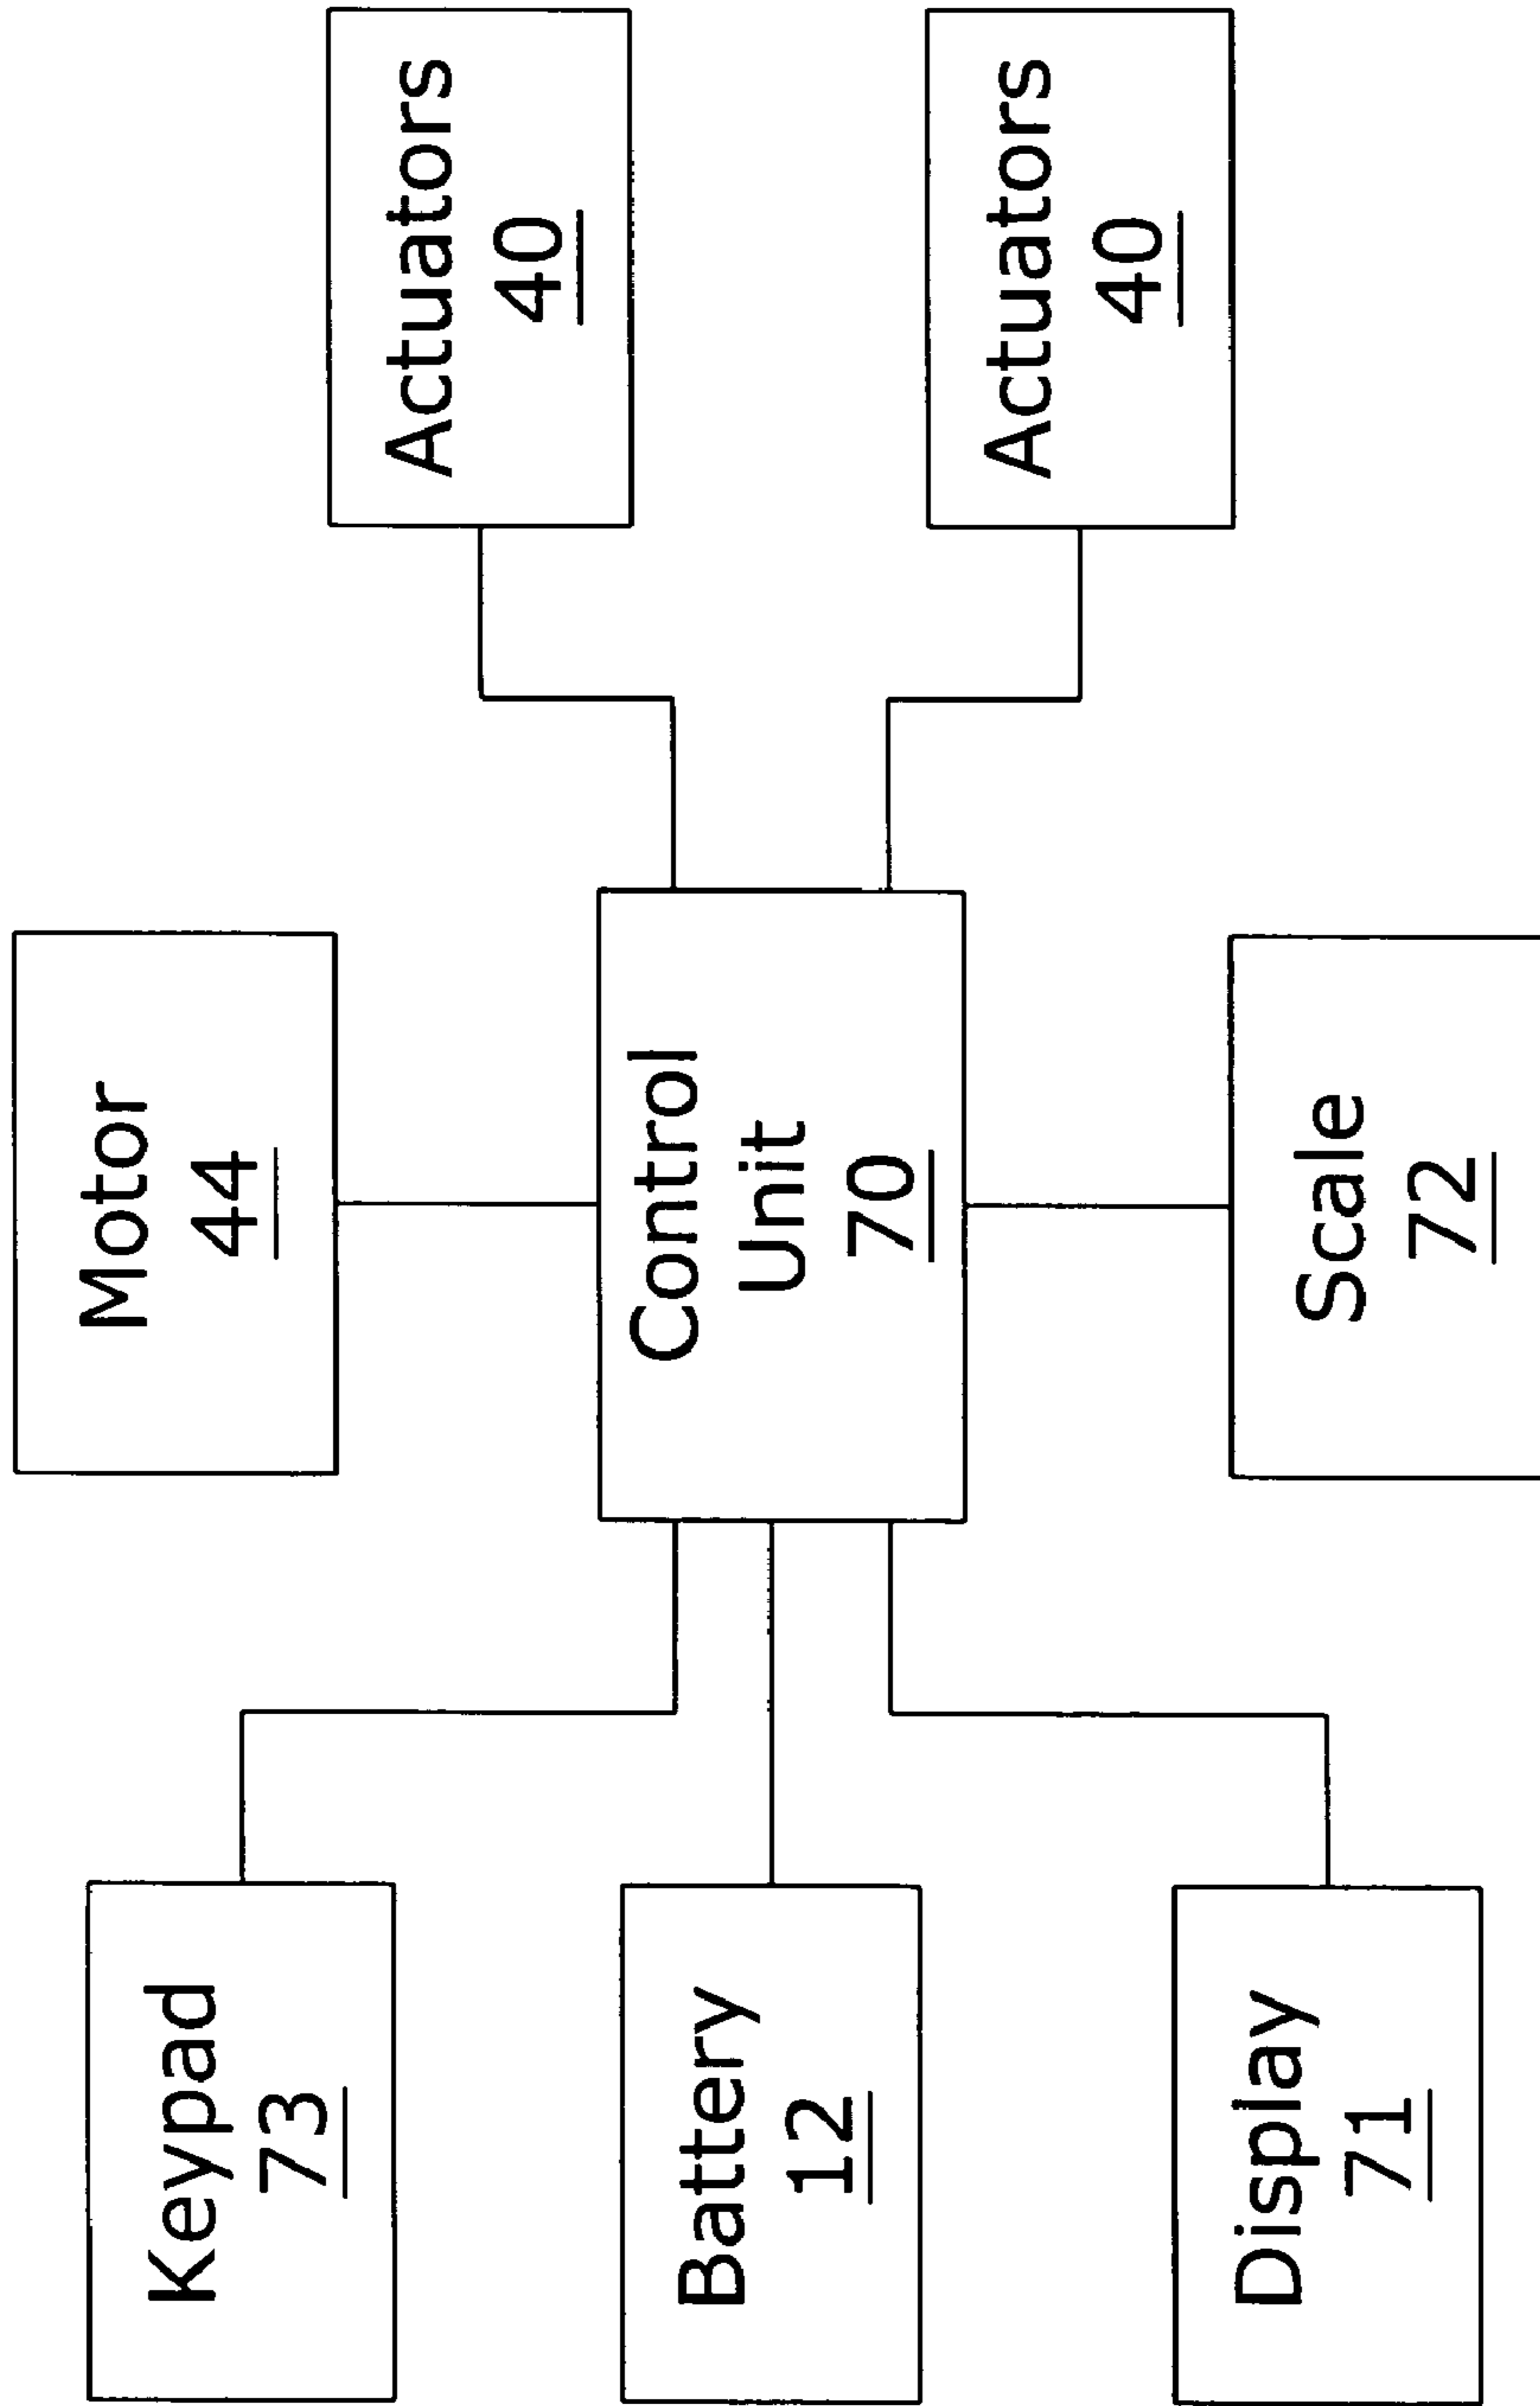 Motor
44
Keypad
73
Actuators
40
Control
Unit
70
Battery
12
Actuators
40
Display
71
Scale
72